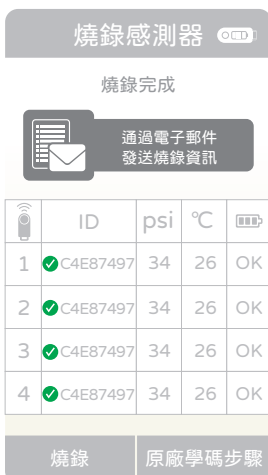 燒錄感測器
燒錄完成
通過電子郵件
發送燒錄資訊
ID psi ℃
1 C4E87497 34 26 OK
2 C4E87497 34 26 OK
3 C4E87497 34 26 OK
4 C4E87497 34 26 OK
燒錄 原廠學碼步驟